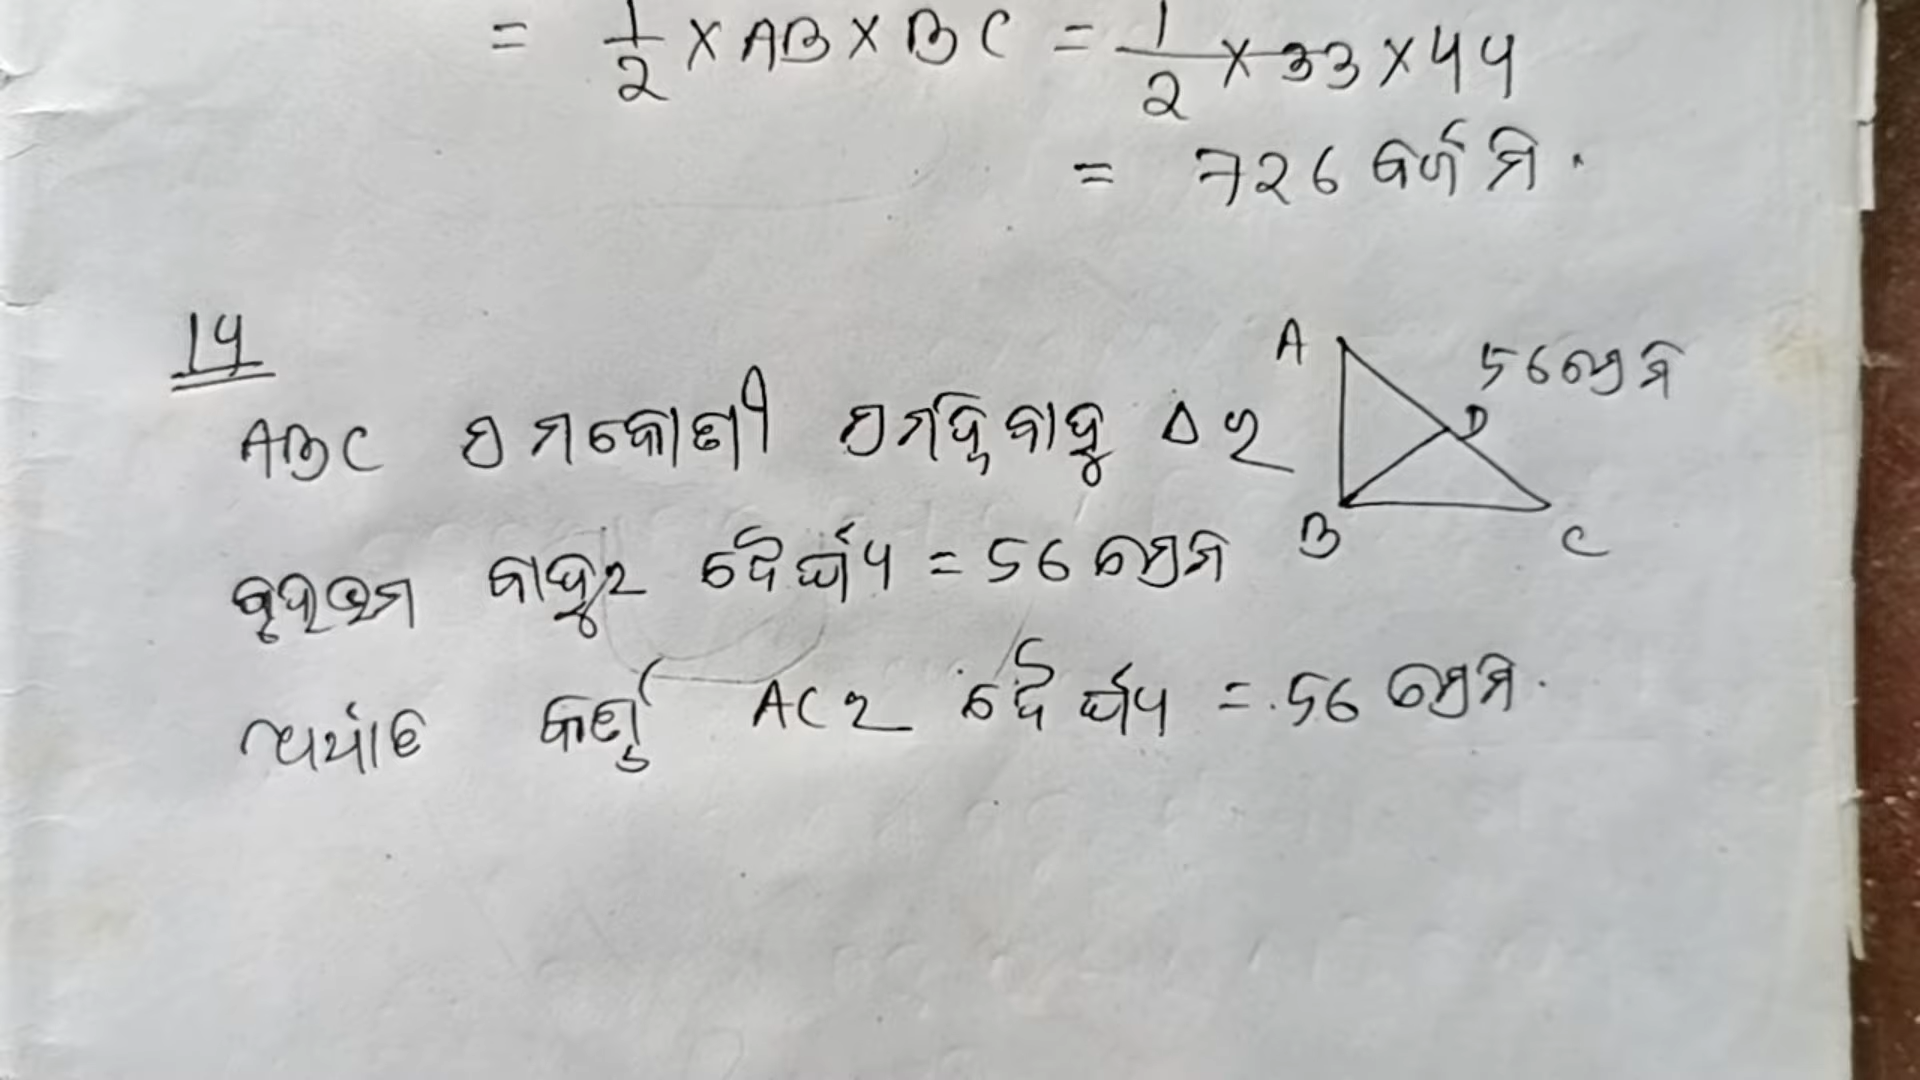 = 1/2 × AB × BC = 1/2 × 33 × 44
= 726 ବର୍ଗ ମି.
14
A
56 ସେମି
D
ABC ସମକୋଣୀ ସମଦ୍ୱିବାହୁ Δ ର
B
C
ବୃହତ୍ତମ ବାହୁର ଦୈର୍ଘ୍ୟ = 56 ସେମି
ଅର୍ଥାତ୍ କର୍ଣ୍ଣ AC ର ଦୈର୍ଘ୍ୟ = 56 ସେମି.